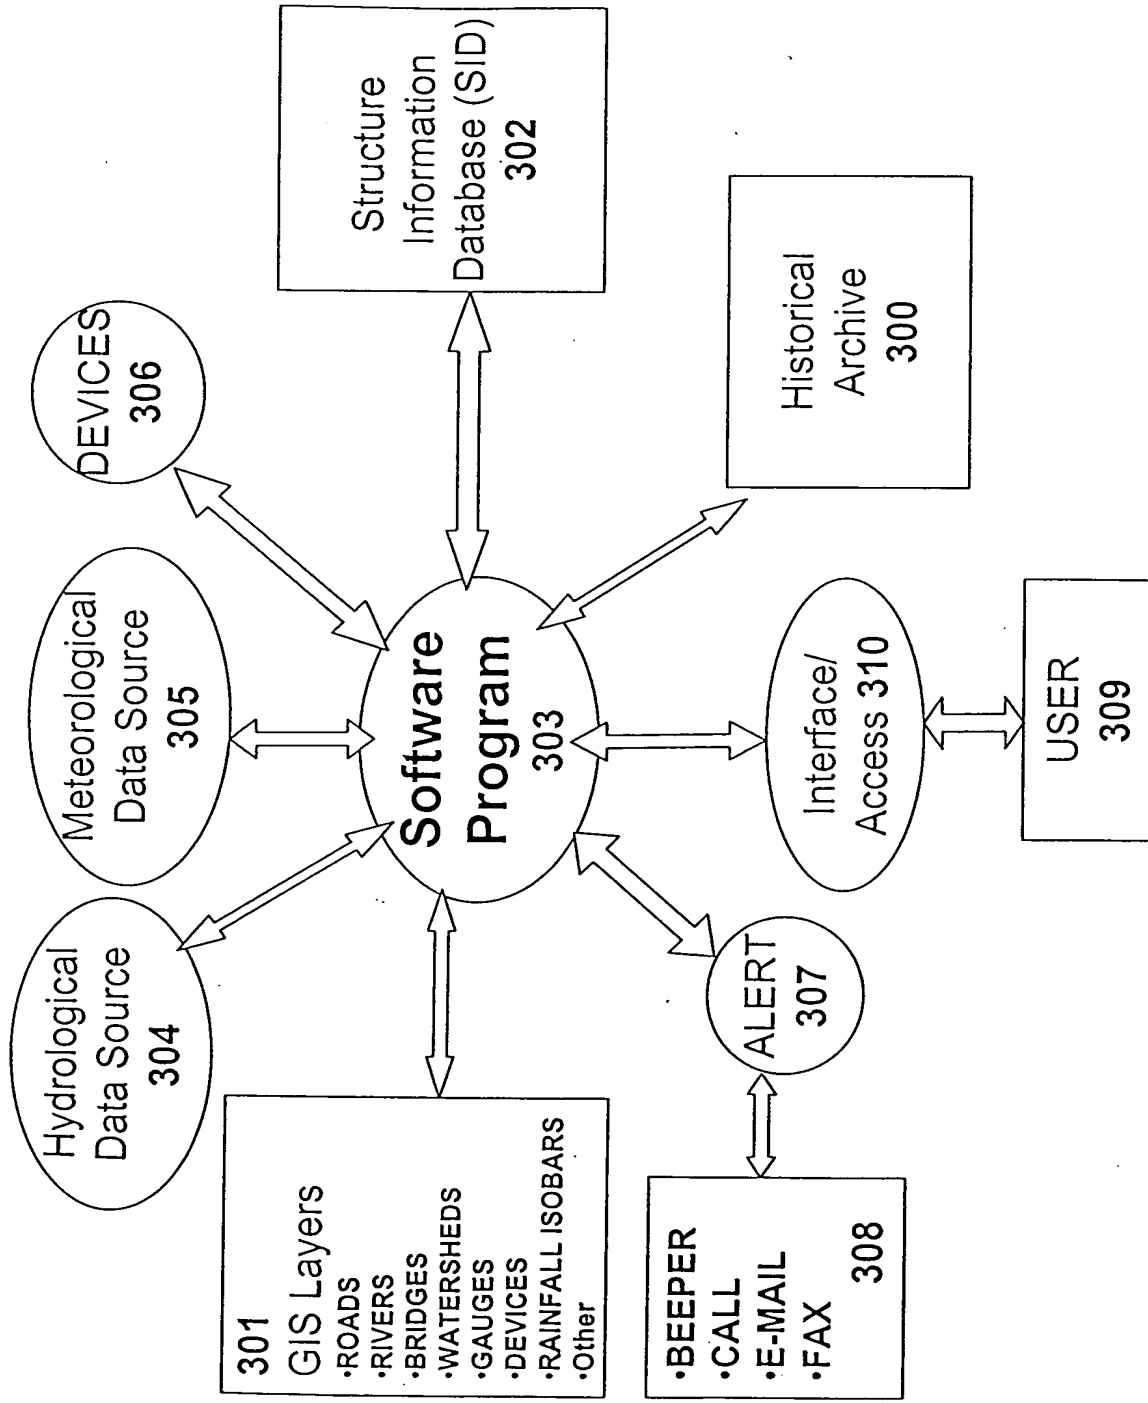 Hydrological
Data Source
304
Meteorological
Data Source
305
DEVICES
306
301
GIS Layers
•ROADS
•RIVERS
•BRIDGES
•WATERSHEDS
•GAUGES
•DEVICES
•RAINFALL ISOBARS
•Other
Software
Program
303
Structure
Information
Database (SID)
302
•BEEPER
•CALL
•E-MAIL
•FAX
308
ALERT
307
Interface/
Access 310
Historical
Archive
300
USER
309